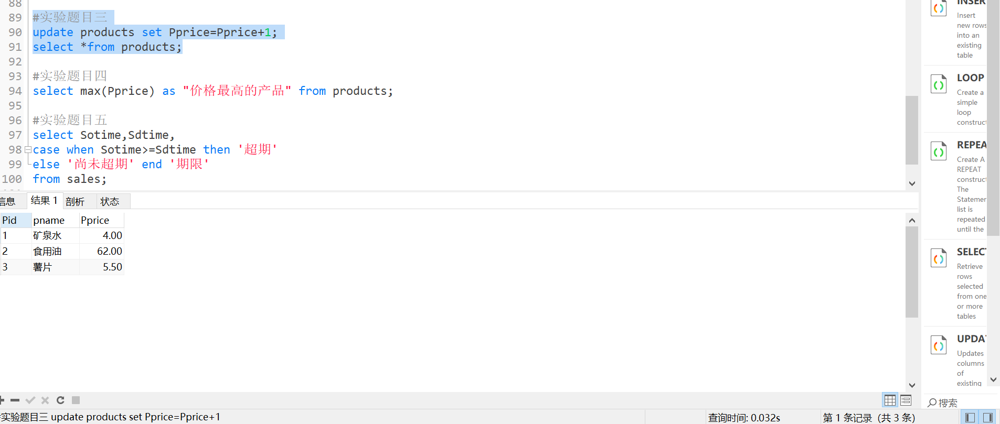 88
89 #实验题目三
90 update products set Pprice=Pprice+1;
91 select *from products;
92
93 #实验题目四
94 select max(Pprice) as "价格最高的产品" from products;
95
96 #实验题目五
97 select Sotime,Sdtime,
98 case when Sotime>=Sdtime then '超期'
99 else '尚未超期' end '期限'
100 from sales;
信息 结果 1 剖析 状态
Pid pname Pprice
1 矿泉水 4.00
2 食用油 62.00
3 薯片 5.50
#实验题目三 update products set Pprice=Pprice+1
查询时间: 0.032s
第 1 条记录 (共 3 条)
INSER
Insert
new rows
into an
existing
table
LOOP
Create a
simple
loop
construct
REPEA
Create A
REPEAT
construct
The
Statemen
list is
repeated
until the
SELECT
Retrieve
rows
selected
from one
or more
tables
UPDAT
Updates
columns
of
existing
搜索